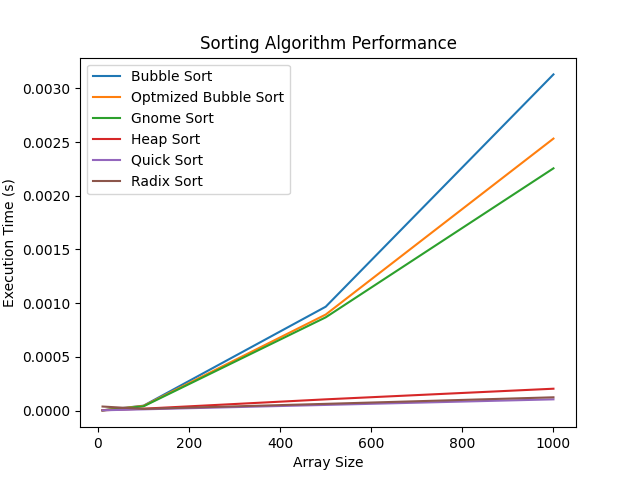 Sorting Algorithm Performance
Bubble Sort
Optmized Bubble Sort
Gnome Sort
Heap Sort
Quick Sort
Radix Sort
0.0030
0.0025
0.0020
0.0015
0.0010
0.0005
0.0000
Execution Time (s)
0 200 400 600 800 1000
Array Size